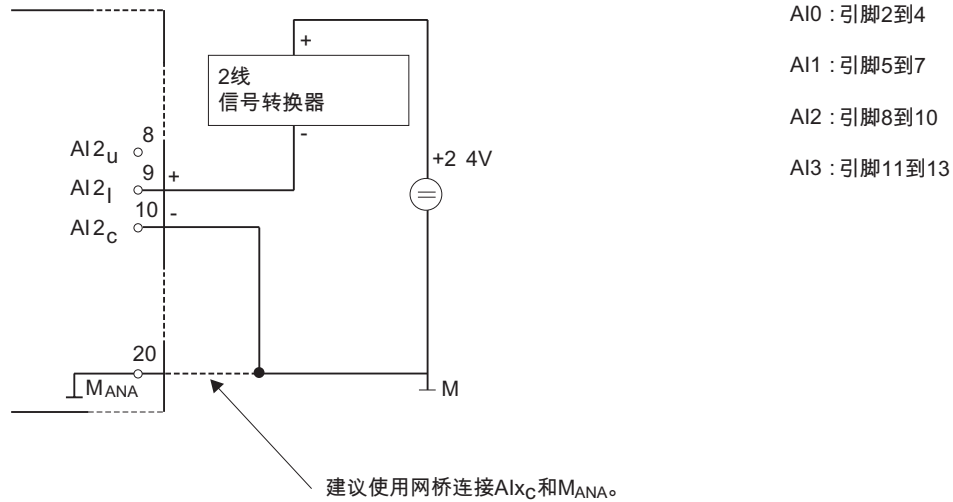 AI0 : 引脚2到4
AI1 : 引脚5到7
AI2 : 引脚8到10
AI3 : 引脚11到13
+
2线
信号转换器
-
+2 4V
AI2u 8
AI2I 9 +
AI2C 10 -
20
MANA
M
建议使用网桥连接AIxC和MANA。